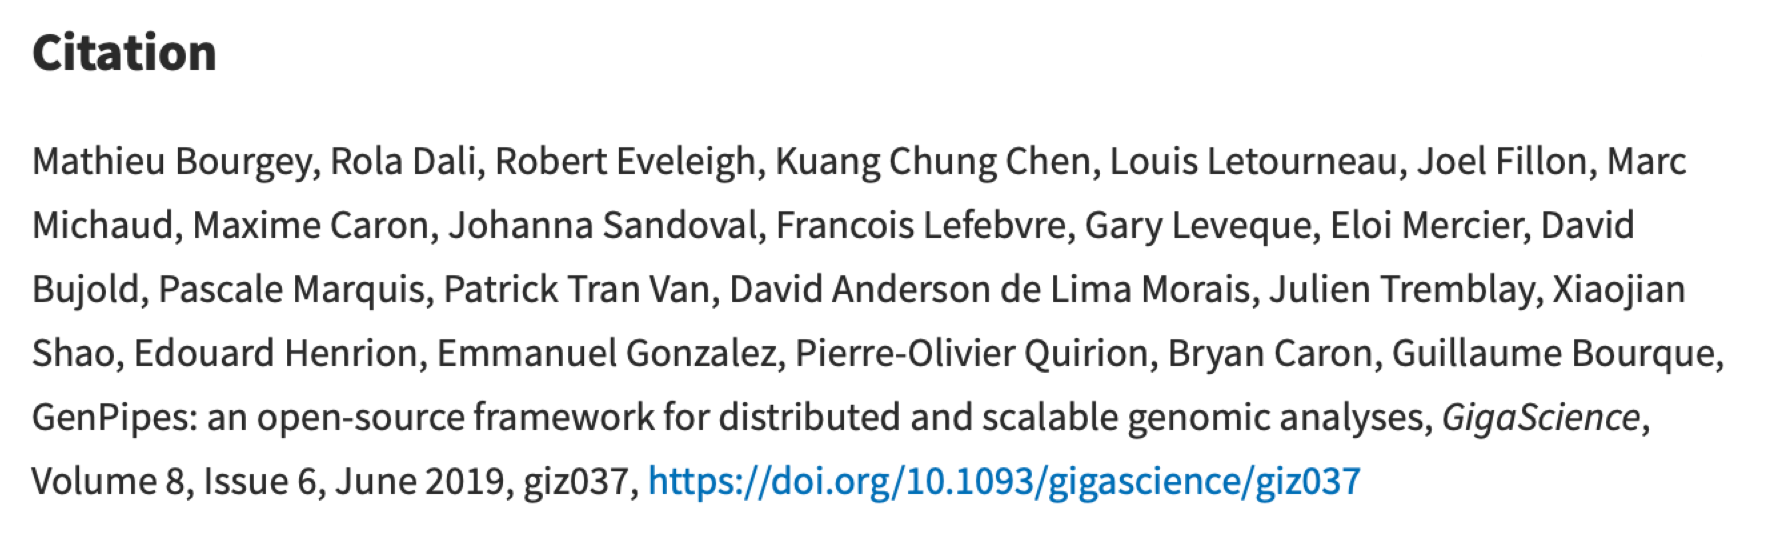 Citation
Mathieu Bourgey, Rola Dali, Robert Eveleigh, Kuang Chung Chen, Louis Letourneau, Joel Fillon, Marc
Michaud, Maxime Caron, Johanna Sandoval, Francois Lefebvre, Gary Leveque, Eloi Mercier, David
Bujold, Pascale Marquis, Patrick Tran Van, David Anderson de Lima Morais, Julien Tremblay, Xiaojian
Shao, Edouard Henrion, Emmanuel Gonzalez, Pierre-Olivier Quirion, Bryan Caron, Guillaume Bourque,
GenPipes: an open-source framework for distributed and scalable genomic analyses, GigaScience,
Volume 8, Issue 6, June 2019, giz037, https://doi.org/10.1093/gigascience/giz037